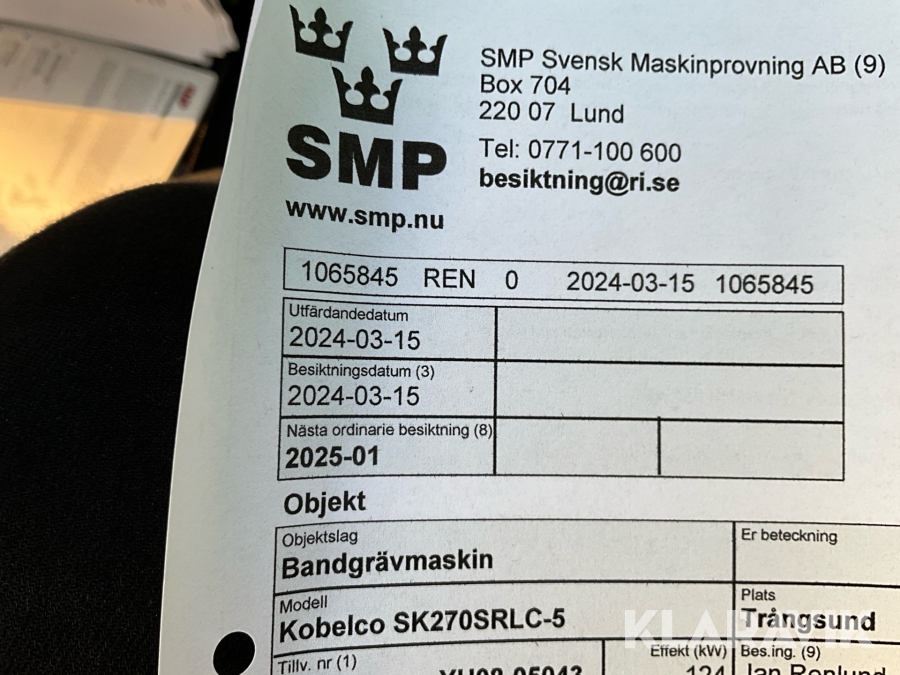 SMP
www.smp.nu
SMP Svensk Maskinprovning AB (9)
Box 704
220 07 Lund
Tel: 0771-100 600
besiktning@ri.se
1065845 REN 0 2024-03-15 1065845
Utfärdandedatum
2024-03-15
Besiktningsdatum (3)
2024-03-15
Nästa ordinarie besiktning (8)
2025-01
Objekt
Objektslag
Bandgrävmaskin
Er beteckning
Modell
Kobelco SK270SRLC-5
Plats
Trångsund
KLARAVIK
Tillv. nr (1)
Effekt (kW)
124
Bes.ing. (9)
Jan